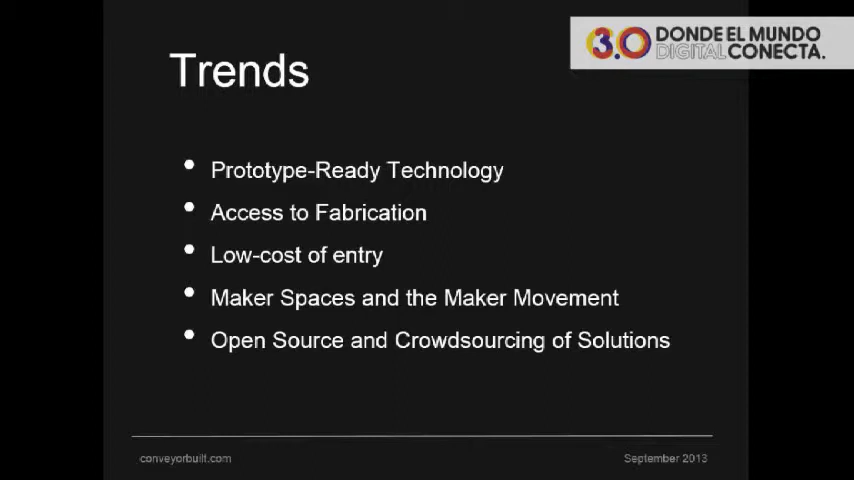 3.O DONDE EL MUNDO
DIGITAL CONECTA.
Trends
• Prototype-Ready Technology
• Access to Fabrication
• Low-cost of entry
• Maker Spaces and the Maker Movement
• Open Source and Crowdsourcing of Solutions
conveyorbuilt.com
September 2013